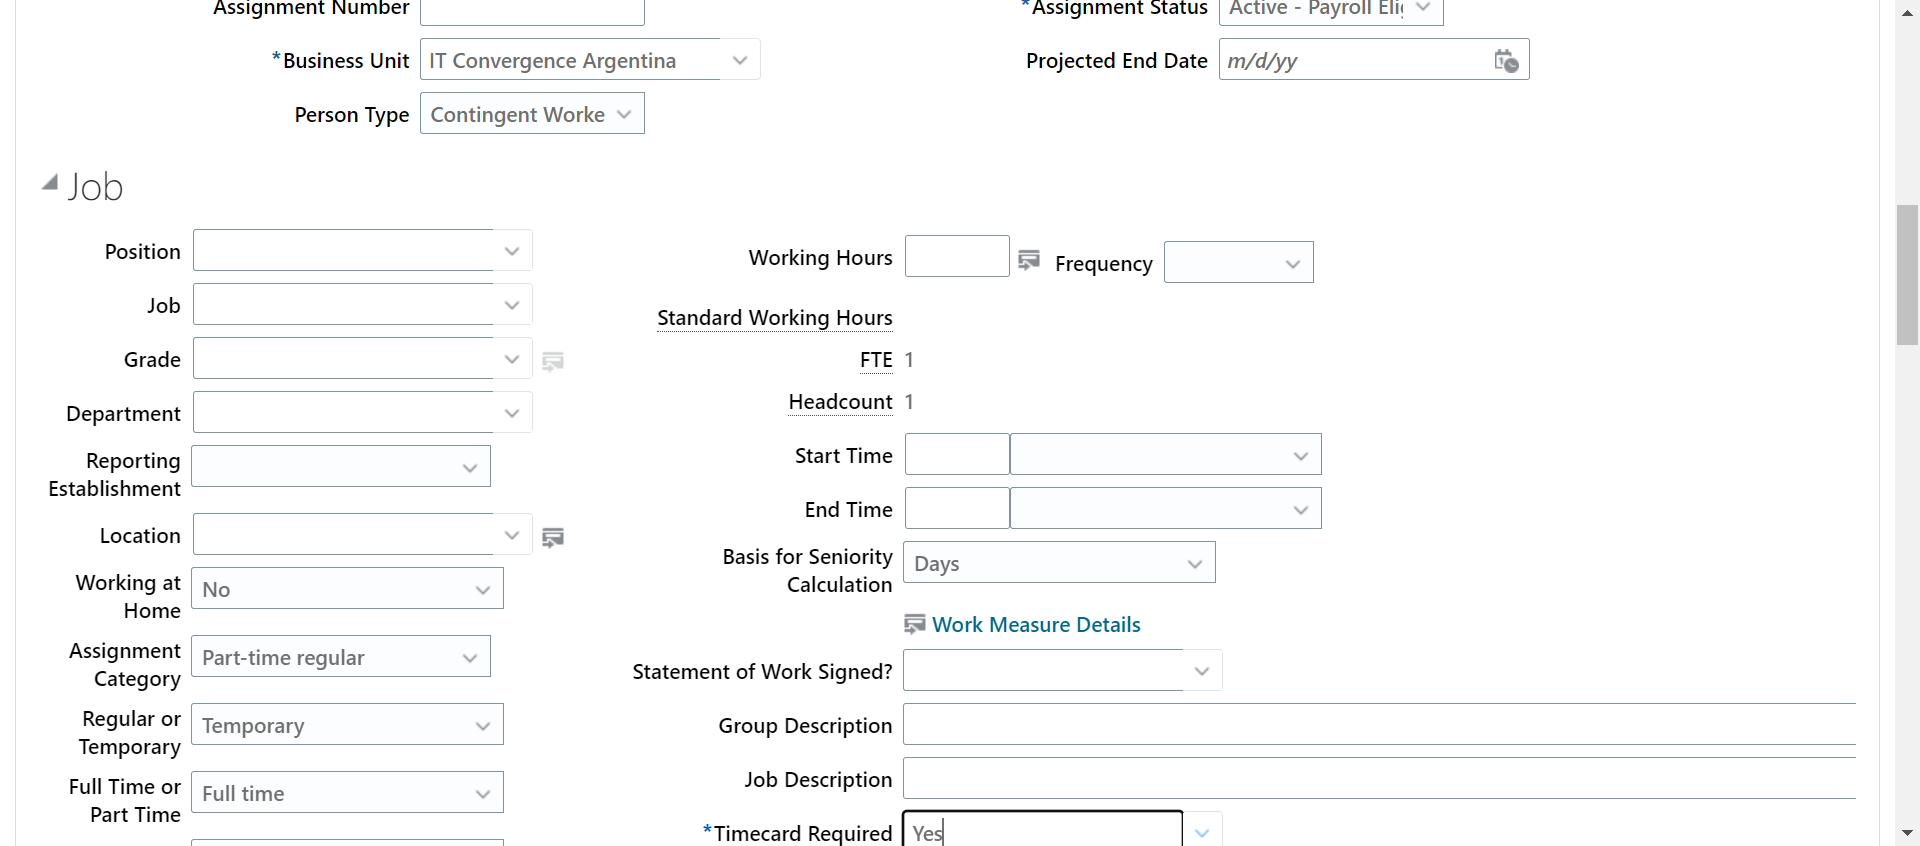 Assignment Number
*Assignment Status Active - Payroll Elig
*Business Unit IT Convergence Argentina
Projected End Date m/d/yy
Person Type Contingent Worke
Job
Position
Job
Grade
Department
Reporting
Establishment
Location
Working at
Home
No
Assignment
Category
Part-time regular
Regular or
Temporary
Temporary
Full Time or
Part Time
Full time
Working Hours
Frequency
Standard Working Hours
FTE 1
Headcount 1
Start Time
End Time
Basis for Seniority
Calculation
Days
Work Measure Details
Statement of Work Signed?
Group Description
Job Description
*Timecard Required Yes